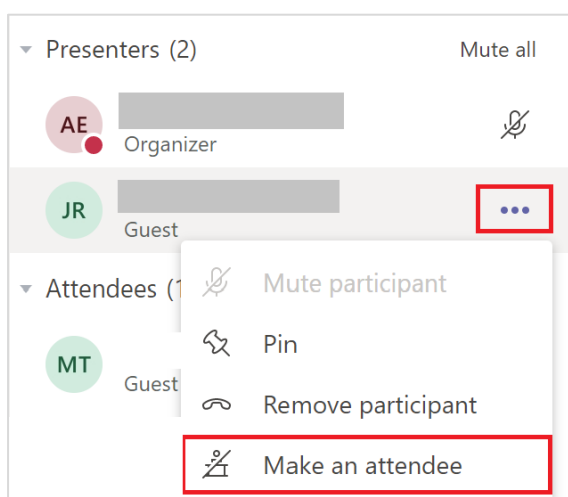 Presenters (2)
Mute all
AE
Organizer
JR
Guest
Attendees (1
Mute participant
Pin
MT
Guest
Remove participant
Make an attendee